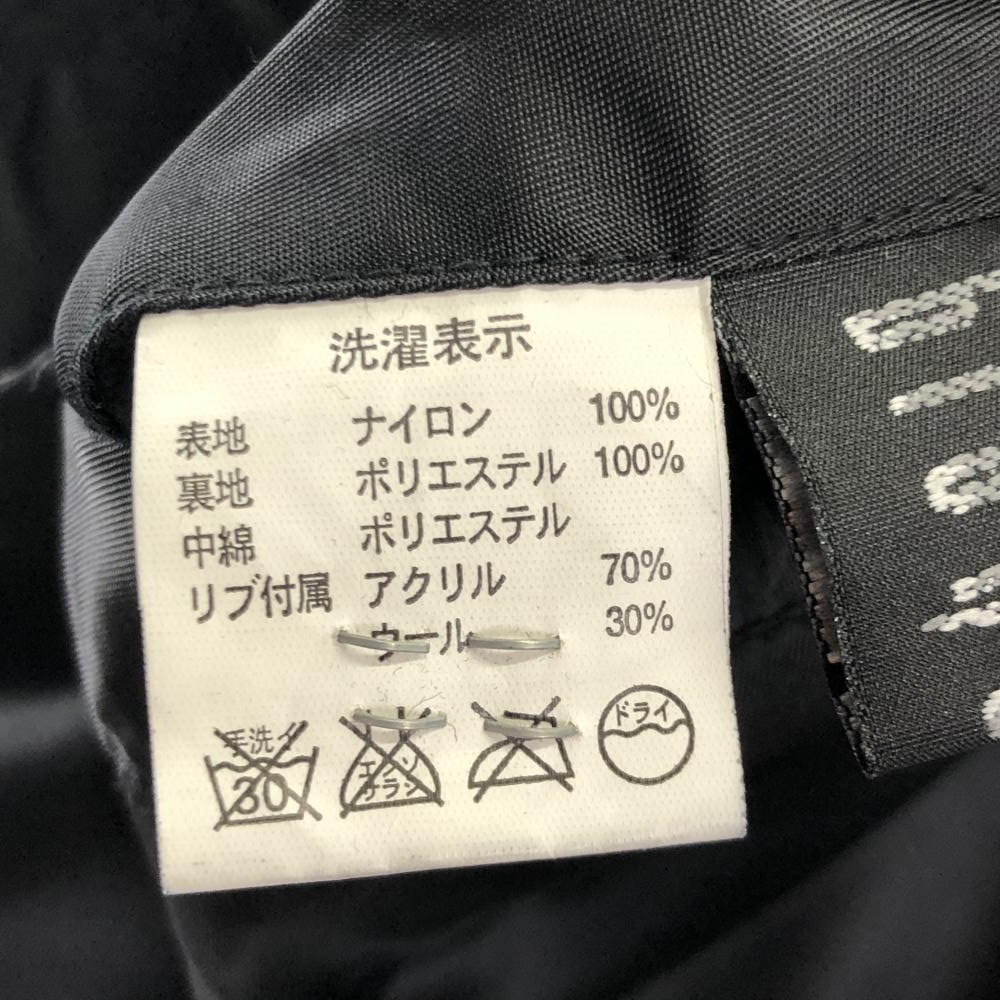 洗濯表示
表地 ナイロン 100%
裏地 ポリエステル 100%
中綿 ポリエステル
リブ付属 アクリル 70%
ウール 30%
手洗イ
30
エンソ
サラシ
ドライ